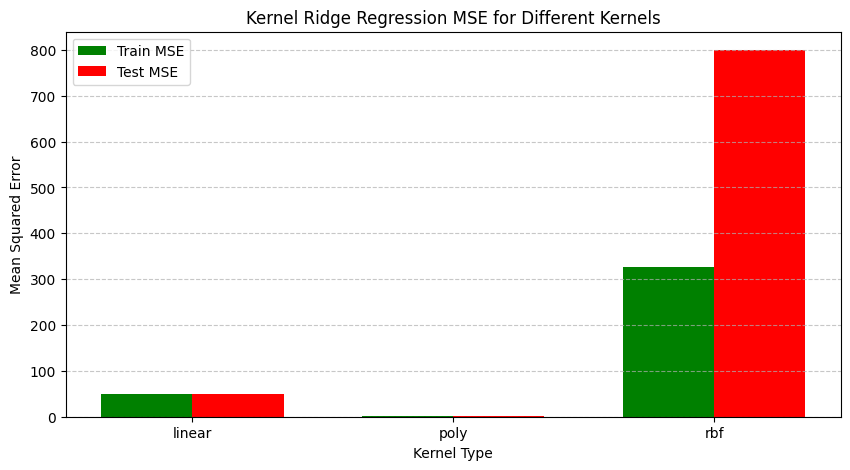 Kernel Ridge Regression MSE for Different Kernels
Train MSE
Test MSE
Mean Squared Error
800
700
600
500
400
300
200
100
0
linear
poly
rbf
Kernel Type